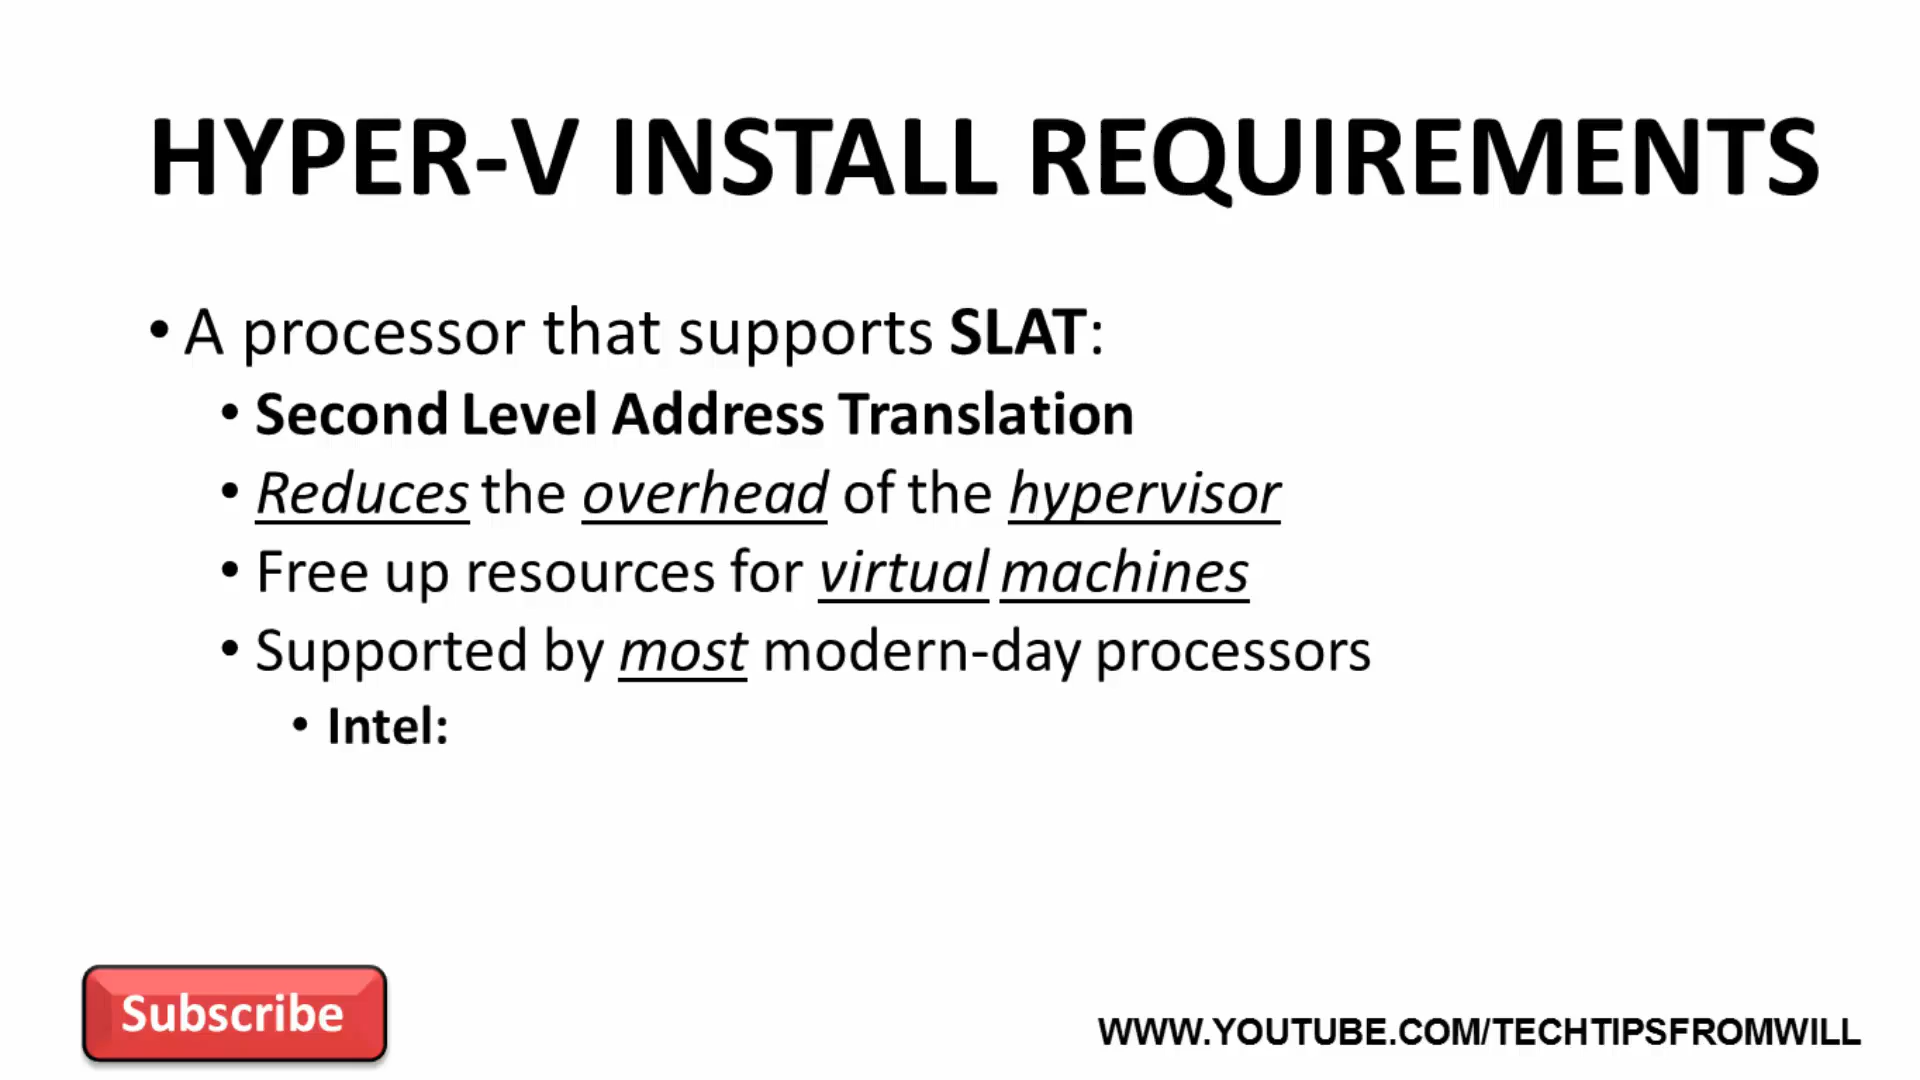 HYPER-V INSTALL REQUIREMENTS
• A processor that supports SLAT:
• Second Level Address Translation
• Reduces the overhead of the hypervisor
• Free up resources for virtual machines
• Supported by most modern-day processors
• Intel:
Subscribe
WWW.YOUTUBE.COM/TECHTIPSFROMWILL